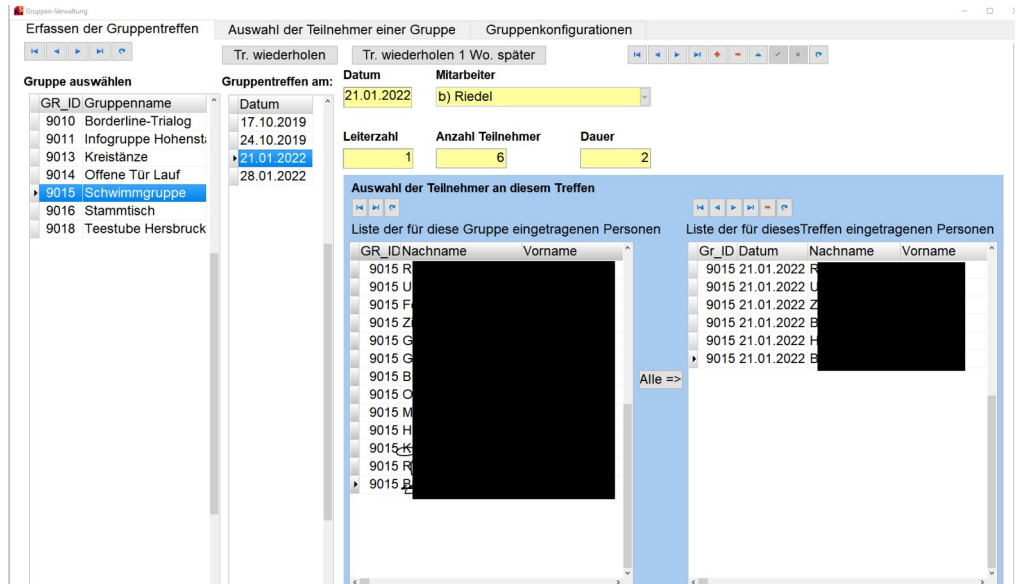 Gruppen-Verwaltung
Erfassen der Gruppentreffen Auswahl der Teilnehmer einer Gruppe Gruppenkonfigurationen
Tr. wiederholen Tr. wiederholen 1 Wo. später
Gruppe auswählen
GR_ID Gruppenname
9010 Borderline-Trialog
9011 Infogruppe Hohenst
9013 Kreistänze
9014 Offene Tür Lauf
9015 Schwimmgruppe
9016 Stammtisch
9018 Teestube Hersbruck
Gruppentreffen am:
Datum
17.10.2019
24.10.2019
21.01.2022
28.01.2022
Datum Mitarbeiter
21.01.2022 b) Riedel
Leiterzahl Anzahl Teilnehmer Dauer
1 6 2
Auswahl der Teilnehmer an diesem Treffen
Liste der für diese Gruppe eingetragenen Personen
GR_ID Nachname Vorname
9015 R
9015 U
9015 F
9015 Zi
9015 G
9015 G
9015 B
9015 O
9015 M
9015 H
9015 K
9015 R
9015 B
Alle =>
Liste der für diesesTreffen eingetragenen Personen
Gr_ID Datum Nachname Vorname
9015 21.01.2022 R
9015 21.01.2022 U
9015 21.01.2022 Z
9015 21.01.2022 B
9015 21.01.2022 H
9015 21.01.2022 B